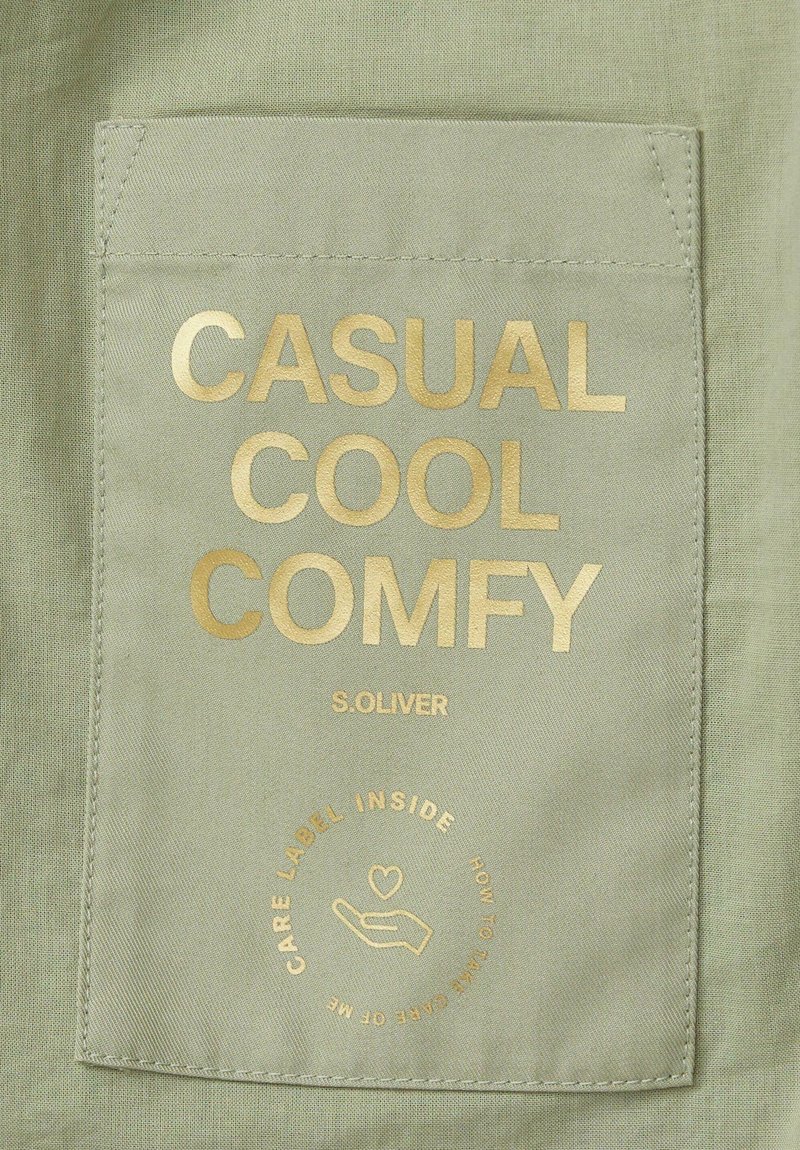 CASUAL
COOL
COMFY
S.OLIVER
CARE LABEL INSIDE
HOW TO TAKE CARE OF ME